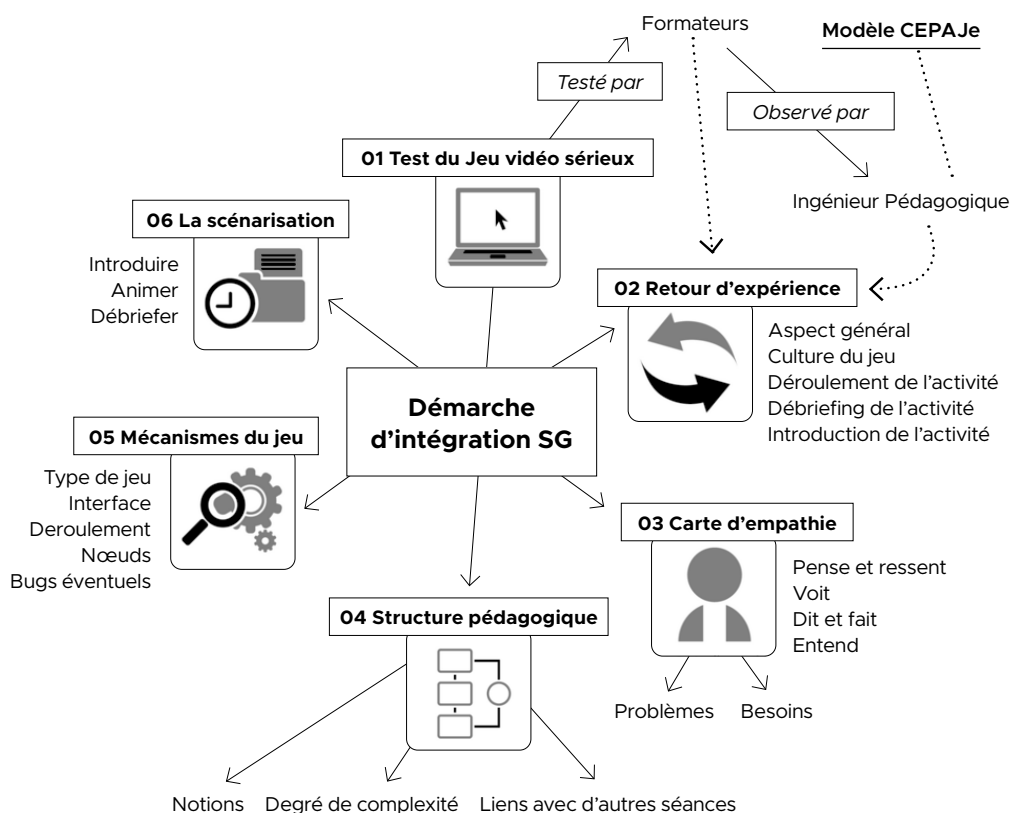 Formateurs
Modèle CEPAJe
Testé par
Observé par
01 Test du Jeu vidéo sérieux
Ingénieur Pédagogique
06 La scénarisation
Introduire
Animer
Débriefer
02 Retour d'expérience
Aspect général
Culture du jeu
Déroulement de l'activité
Débriefing de l'activité
Introduction de l'activité
Démarche
d'intégration SG
05 Mécanismes du jeu
Type de jeu
Interface
Deroulement
Nœuds
Bugs éventuels
03 Carte d'empathie
Pense et ressent
Voit
Dit et fait
Entend
Problèmes
Besoins
04 Structure pédagogique
Notions
Degré de complexité
Liens avec d'autres séances